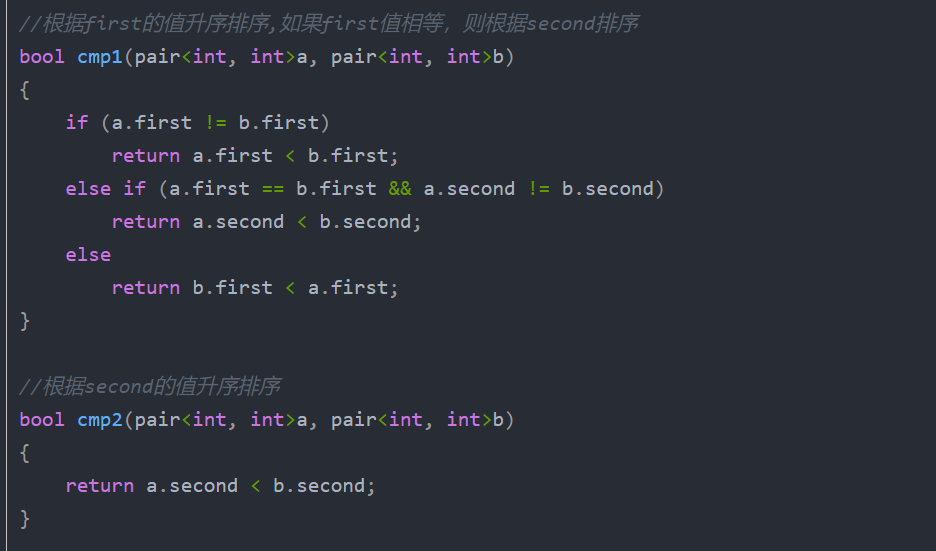 //根据first的值升序排序,如果first值相等，则根据second排序
bool cmp1(pair<int, int>a, pair<int, int>b)
{
    if (a.first != b.first)
        return a.first < b.first;
    else if (a.first == b.first && a.second != b.second)
        return a.second < b.second;
    else
        return b.first < a.first;
}

//根据second的值升序排序
bool cmp2(pair<int, int>a, pair<int, int>b)
{
    return a.second < b.second;
}